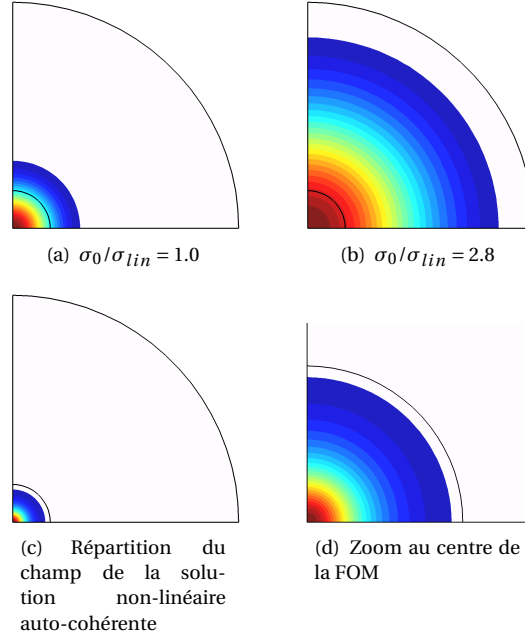 (a) σ0/σlin = 1.0
(b) σ0/σlin = 2.8
(c) Répartition du
champ de la solu-
tion non-linéaire
auto-cohérente
(d) Zoom au centre de
la FOM